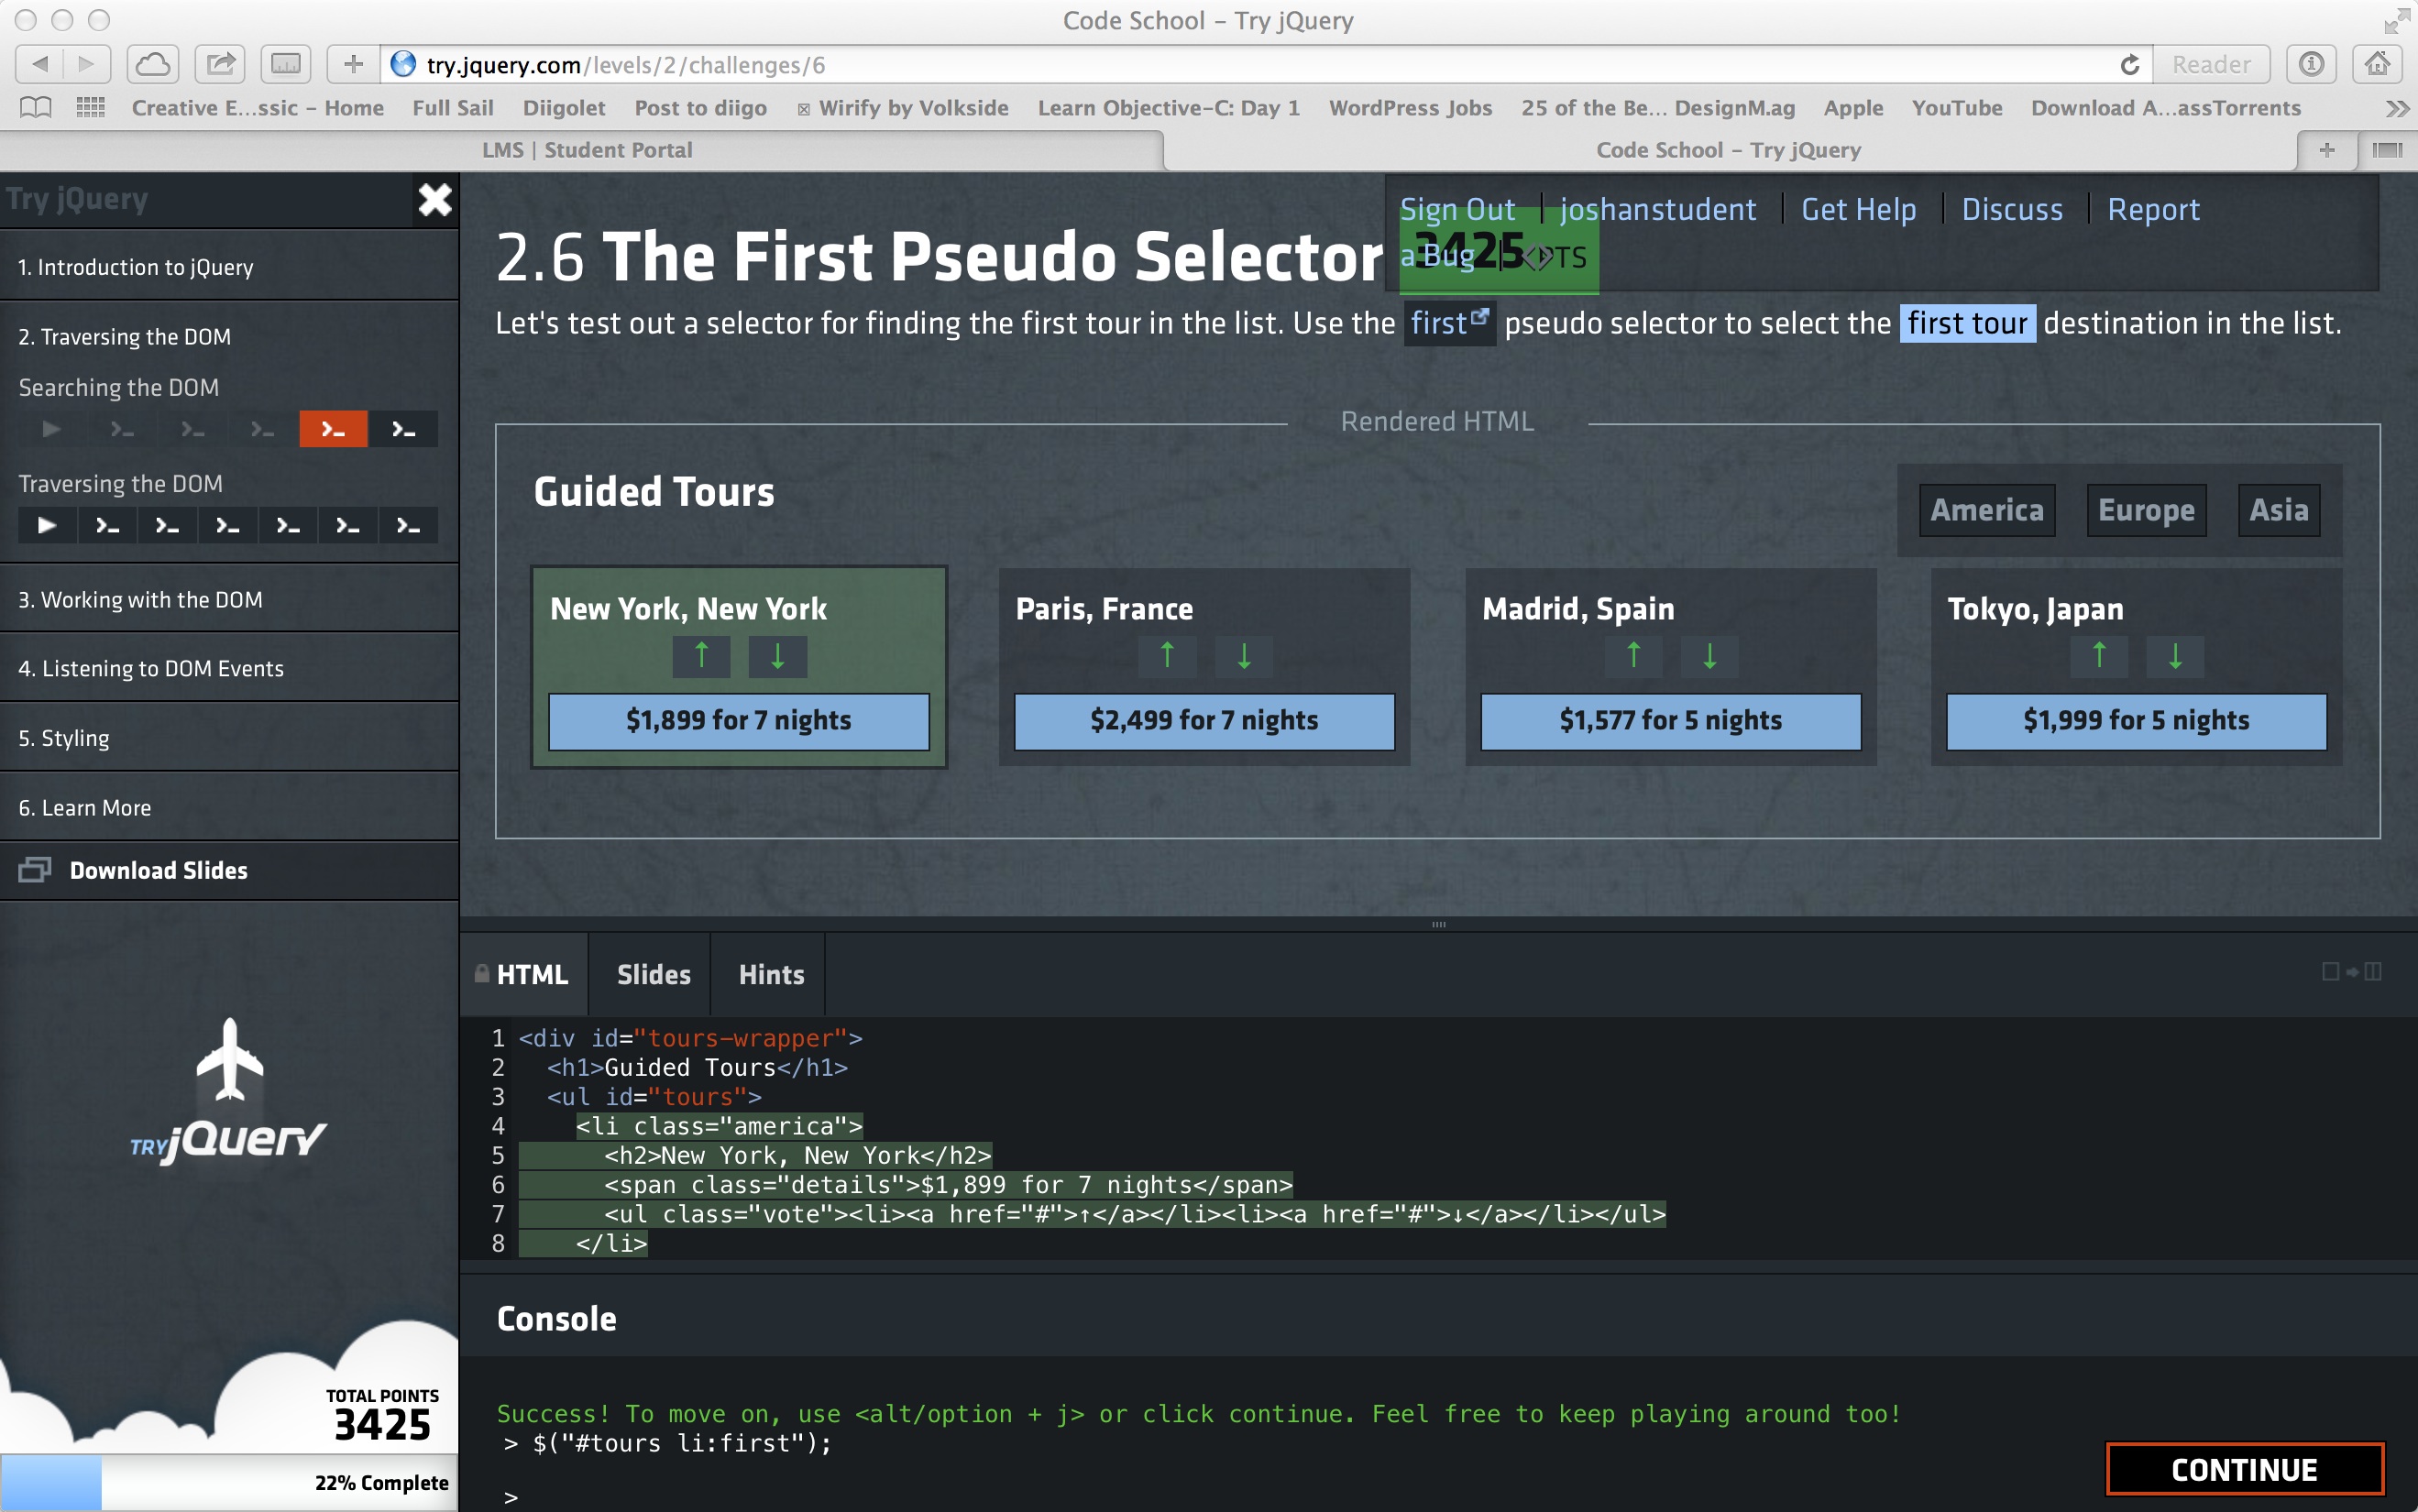 Code School – Try jQuery
try.jquery.com/levels/2/challenges/6
Reader
Creative E...ssic – Home
Full Sail
Diigolet
Post to diigo
Wirify by Volkside
Learn Objective-C: Day 1
WordPress Jobs
25 of the Be... DesignM.ag
Apple
YouTube
Download A...assTorrents
LMS | Student Portal
Code School – Try jQuery
Try jQuery
1. Introduction to jQuery
2. Traversing the DOM
Searching the DOM
Traversing the DOM
3. Working with the DOM
4. Listening to DOM Events
5. Styling
6. Learn More
Download Slides
TRY jQuery
TOTAL POINTS
3425
22% Complete
Sign Out | joshanstudent | Get Help | Discuss | Report
a Bug
3425 PTS
2.6 The First Pseudo Selector
Let's test out a selector for finding the first tour in the list. Use the first pseudo selector to select the first tour destination in the list.
Rendered HTML
Guided Tours
America Europe Asia
New York, New York
↑ ↓
$1,899 for 7 nights
Paris, France
↑ ↓
$2,499 for 7 nights
Madrid, Spain
↑ ↓
$1,577 for 5 nights
Tokyo, Japan
↑ ↓
$1,999 for 5 nights
HTML Slides Hints
1 <div id="tours-wrapper">
2 <h1>Guided Tours</h1>
3 <ul id="tours">
4 <li class="america">
5 <h2>New York, New York</h2>
6 <span class="details">$1,899 for 7 nights</span>
7 <ul class="vote"><li><a href="#">↑</a></li><li><a href="#">↓</a></li></ul>
8 </li>
Console
Success! To move on, use <alt/option + j> or click continue. Feel free to keep playing around too!
> $("#tours li:first");
>
CONTINUE